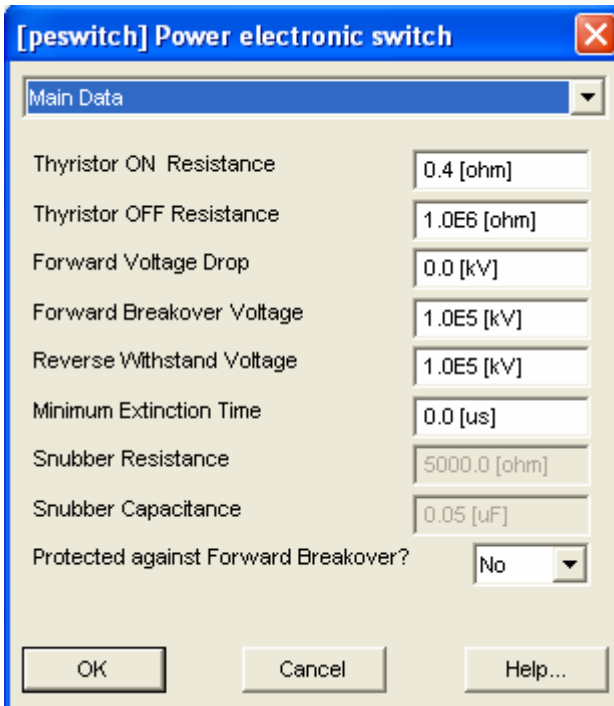 [peswitch] Power electronic switch
Main Data
Thyristor ON Resistance 0.4 [ohm]
Thyristor OFF Resistance 1.0E6 [ohm]
Forward Voltage Drop 0.0 [kV]
Forward Breakover Voltage 1.0E5 [kV]
Reverse Withstand Voltage 1.0E5 [kV]
Minimum Extinction Time 0.0 [us]
Snubber Resistance 5000.0 [ohm]
Snubber Capacitance 0.05 [uF]
Protected against Forward Breakover? No
OK Cancel Help...